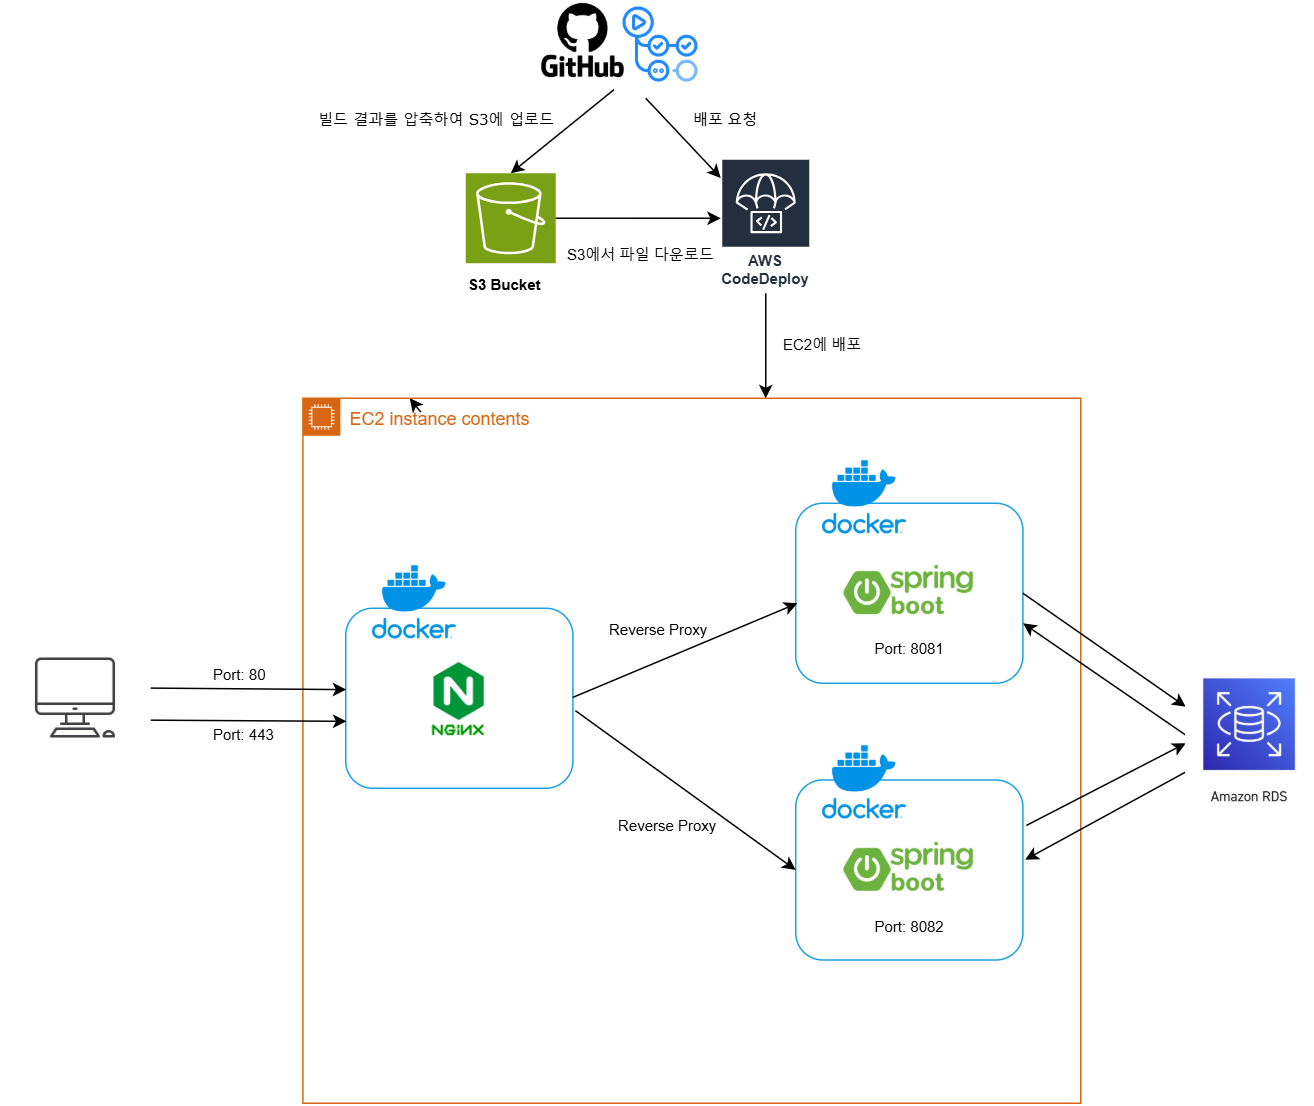 GitHub
빌드 결과를 압축하여 S3에 업로드
배포 요청
S3에서 파일 다운로드
AWS
CodeDeploy
S3 Bucket
EC2에 배포
EC2 instance contents
docker
spring
boot
Port: 8081
docker
NGINX
Reverse Proxy
Port: 80
Port: 443
Reverse Proxy
docker
spring
boot
Port: 8082
Amazon RDS